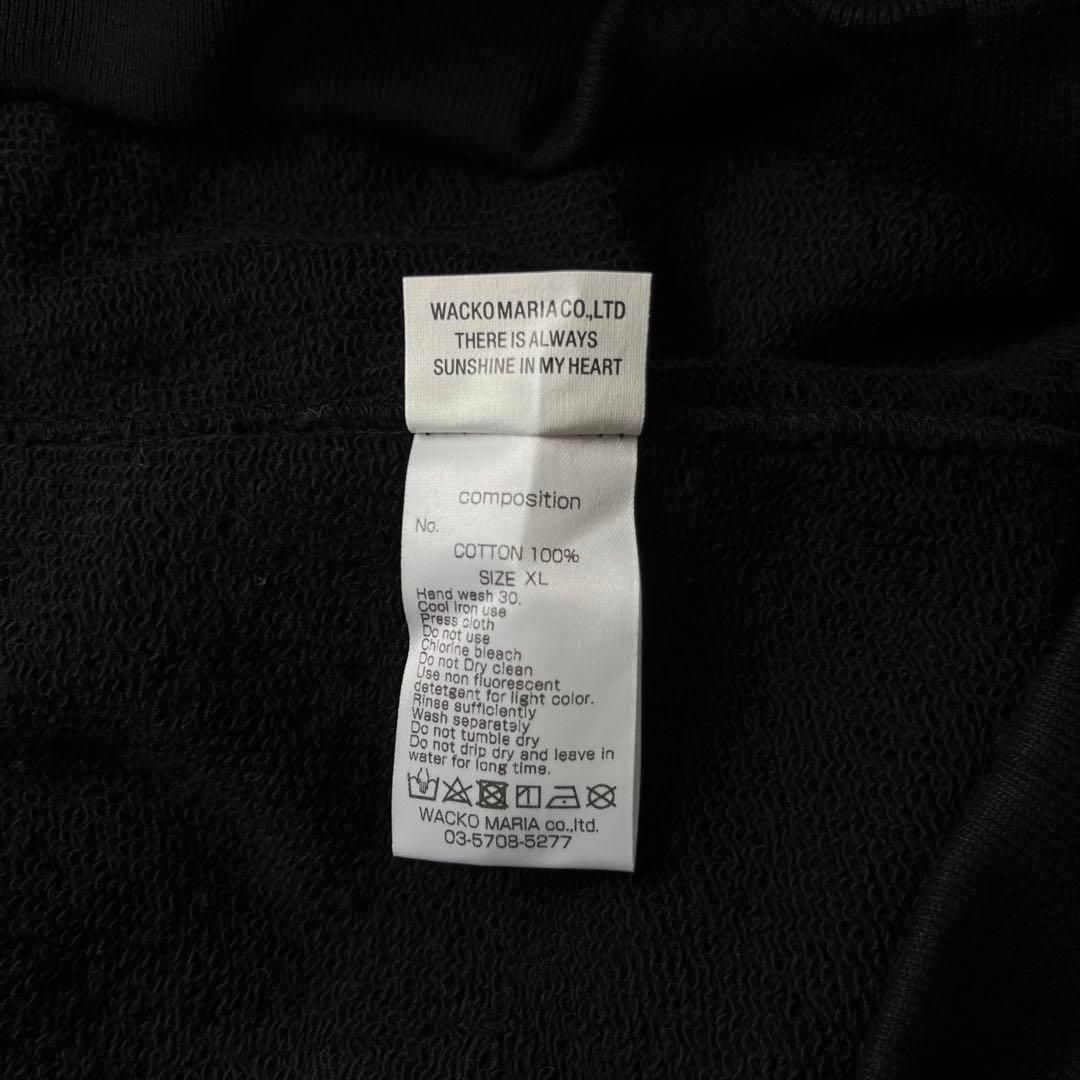 WACKO MARIA CO.,LTD
THERE IS ALWAYS
SUNSHINE IN MY HEART
composition
No.
COTTON 100%
SIZE XL
Hand wash 30.
Cool Iron use
Press cloth
Do not use
Chlorine bleach
Do not Dry clean
Use non fluorescent
detetgent for light color.
Rinse sufficiently
Wash separately
Do not tumble dry
Do not drip dry and leave in
water for long time.
WACKO MARIA co.,ltd.
03-5708-5277